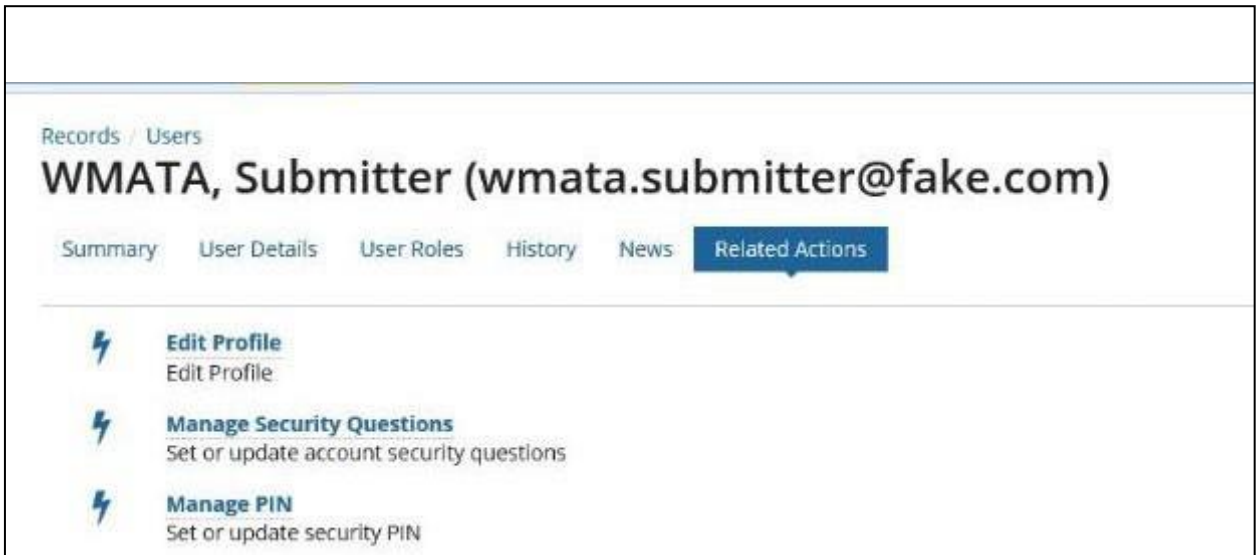 Records / Users
WMATA, Submitter (wmata.submitter@fake.com)
Summary User Details User Roles History News Related Actions
Edit Profile
Edit Profile
Manage Security Questions
Set or update account security questions
Manage PIN
Set or update security PIN